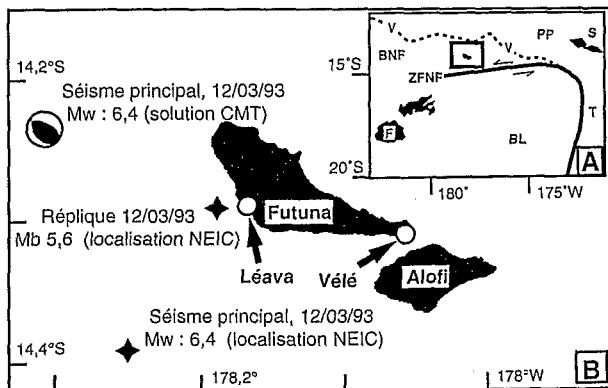 14,2°S
Séisme principal, 12/03/93
Mw : 6,4 (solution CMT)
Réplique 12/03/93
Mb 5,6 (localisation NEIC)
Futuna
Léava
Vélé
Alofi
Séisme principal, 12/03/93
Mw : 6,4 (localisation NEIC)
14,4°S
178,2°
178°W
B
V
V
PP
S
BNF
15°S
ZFNF
T
F
BL
A
20°S
180°
175°W